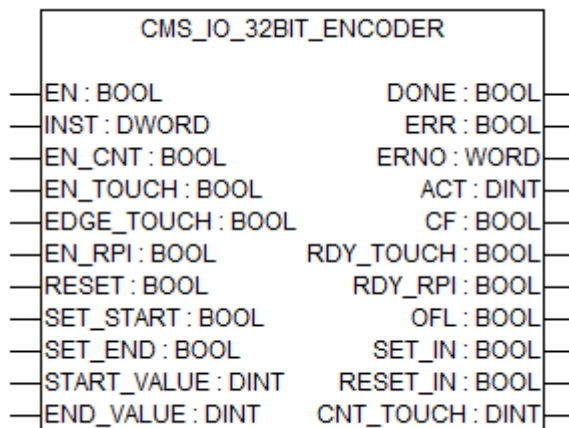 CMS_IO_32BIT_ENCODER
EN : BOOL DONE : BOOL
INST : DWORD ERR : BOOL
EN_CNT : BOOL ERNO : WORD
EN_TOUCH : BOOL ACT : DINT
EDGE_TOUCH : BOOL CF : BOOL
EN_RPI : BOOL RDY_TOUCH : BOOL
RESET : BOOL RDY_RPI : BOOL
SET_START : BOOL OFL : BOOL
SET_END : BOOL SET_IN : BOOL
START_VALUE : DINT RESET_IN : BOOL
END_VALUE : DINT CNT_TOUCH : DINT